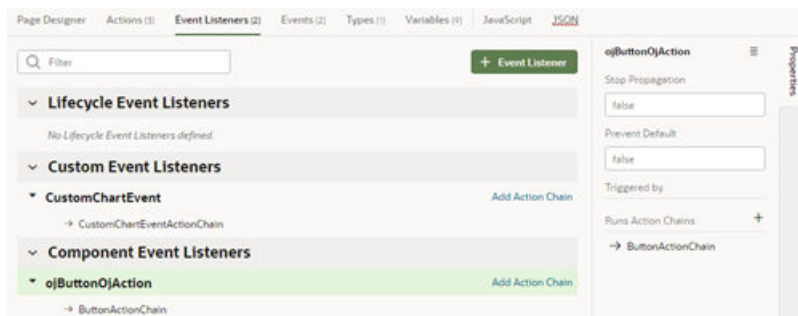 Page Designer Actions (3) Event Listeners (2) Events (2) Types (1) Variables (9) JavaScript JSON
Filter
+ Event Listener
Lifecycle Event Listeners
No Lifecycle Event Listeners defined.
Custom Event Listeners
CustomChartEvent Add Action Chain
→ CustomChartEventActionChain
Component Event Listeners
ojButtonOjAction Add Action Chain
→ ButtonActionChain
ojButtonOjAction
Stop Propagation
false
Prevent Default
false
Triggered by
Runs Action Chains +
→ ButtonActionChain
Properties